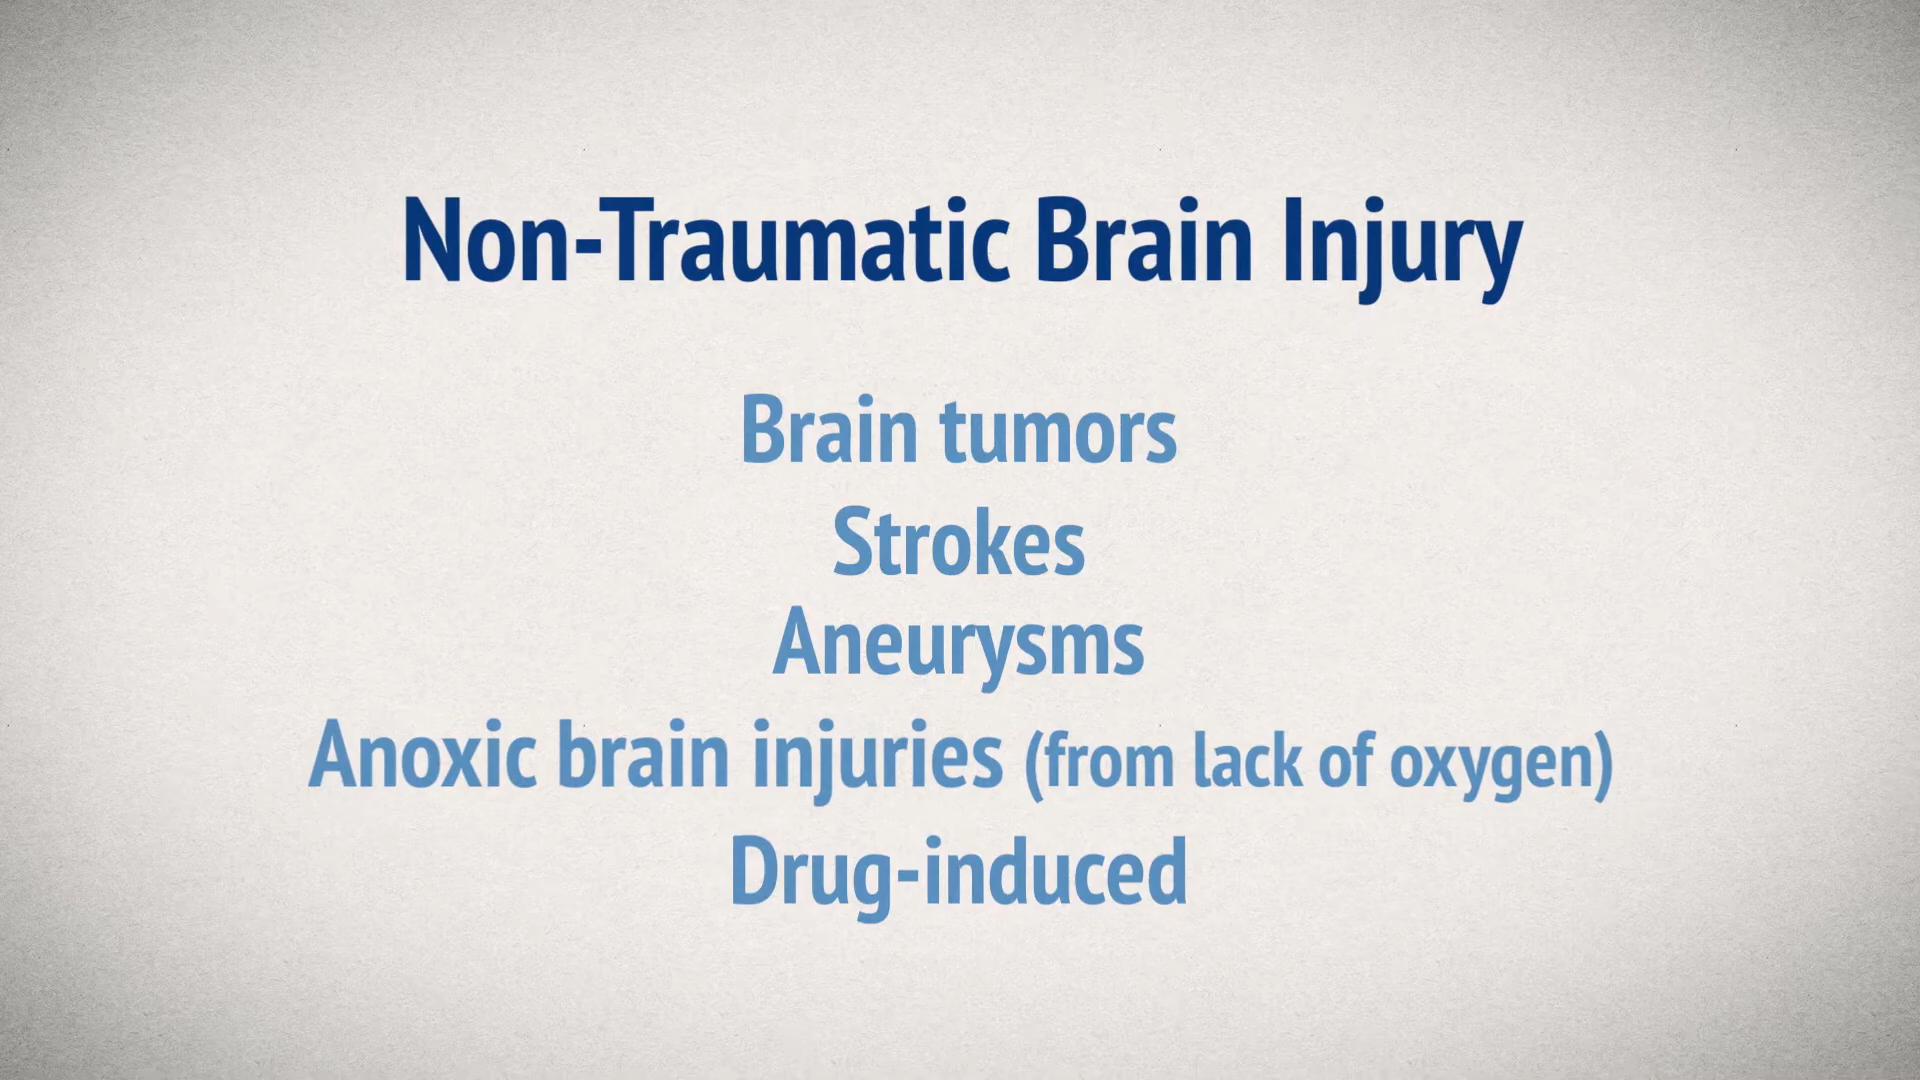 Non-Traumatic Brain Injury
Brain tumors
Strokes
Aneurysms
Anoxic brain injuries (from lack of oxygen)
Drug-induced